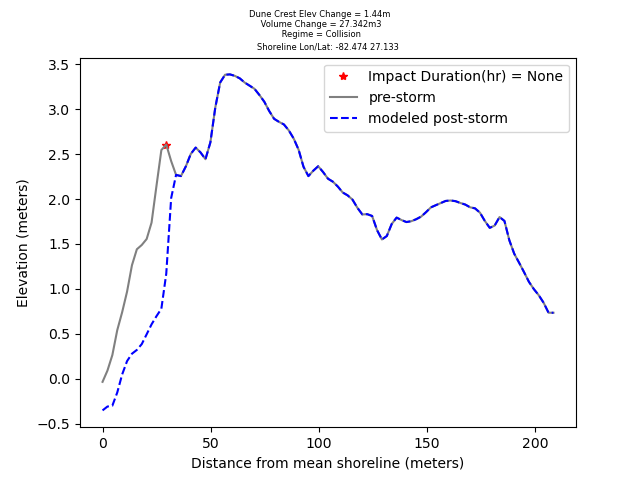 Dune Crest Elev Change = 1.44m
Volume Change = 27.342m3
Regime = Collision
Shoreline Lon/Lat: -82.474 27.133
Impact Duration(hr) = None
pre-storm
modeled post-storm
3.5
3.0
2.5
2.0
1.5
1.0
0.5
0.0
−0.5
Elevation (meters)
0 50 100 150 200
Distance from mean shoreline (meters)